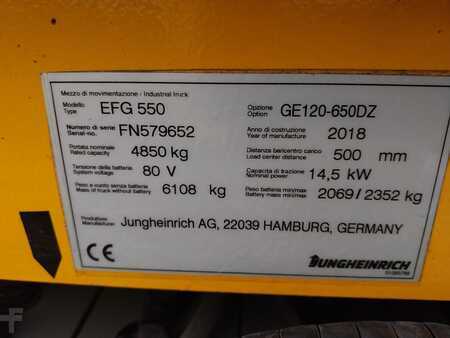 Mezzo di movimentazione / Industrial truck
Modello
Type
EFG 550
Opzione
Option
GE120-650DZ
Numero di serie
Serial-no.
FN579652
Anno di costruzione
Year of manufacture
2018
Portata nominale
Rated capacity
4850 kg
Distanza baricentro carico
Load center distance
500 mm
Tensione della batteria
System voltage
80 V
Capacità di trazione
Nominal power
14,5 kW
Peso a vuoto senza batteria
Mass of truck without battery
6108 kg
Peso batteria min/max
Battery mass min/max
2069/2352 kg
Produttore
Manufacturer
Jungheinrich AG, 22039 HAMBURG, GERMANY
CE
JUNGHEINRICH